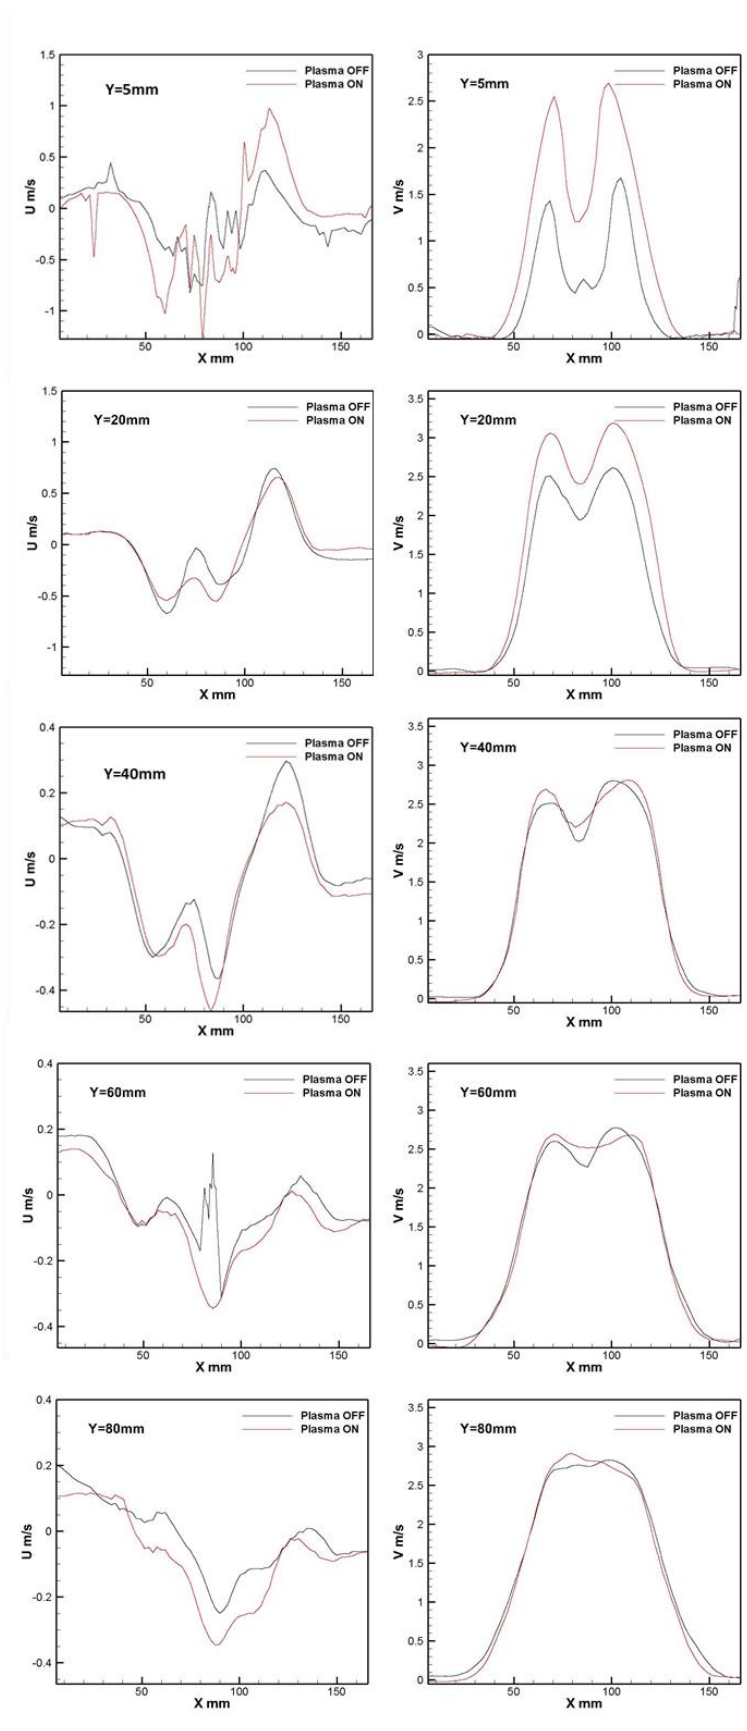 1.5
Plasma OFF
Y=5mm
Plasma ON
1
0.5
0
-0.5
-1
U m/s
50
100
150
X mm
3
Plasma OFF
Y=5mm
Plasma ON
2.5
2
1.5
1
0.5
0
V m/s
50
100
150
X mm
1.5
Plasma OFF
Y=20mm
Plasma ON
1
0.5
0
-0.5
-1
U m/s
50
100
150
X mm
3.5
Plasma OFF
Y=20mm
Plasma ON
3
2.5
2
1.5
1
0.5
0
V m/s
50
100
150
X mm
0.4
Plasma OFF
Plasma ON
Y=40mm
0.2
0
-0.2
-0.4
U m/s
50
100
150
X mm
3.5
Plasma OFF
Y=40mm
Plasma ON
3
2.5
2
1.5
1
0.5
0
V m/s
50
100
150
X mm
0.4
Plasma OFF
Y=60mm
Plasma ON
0.2
0
-0.2
-0.4
U m/s
50
100
150
X mm
3.5
Plasma OFF
Y=60mm
Plasma ON
3
2.5
2
1.5
1
0.5
0
V m/s
50
100
150
X mm
0.4
Plasma OFF
Y=80mm
Plasma ON
0.2
0
-0.2
-0.4
U m/s
50
100
150
X mm
3.5
Plasma OFF
Y=80mm
Plasma ON
3
2.5
2
1.5
1
0.5
0
V m/s
50
100
150
X mm